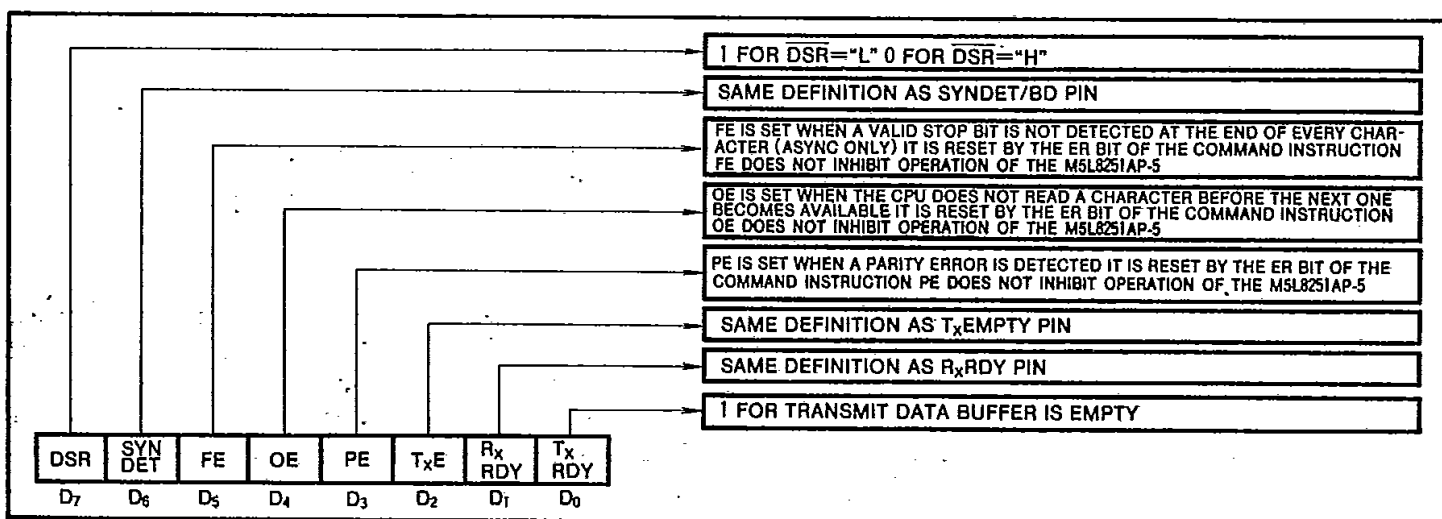 1 FOR DSR="L" 0 FOR DSR="H"
SAME DEFINITION AS SYNDET/BD PIN
FE IS SET WHEN A VALID STOP BIT IS NOT DETECTED AT THE END OF EVERY CHAR-
ACTER (ASYNC ONLY) IT IS RESET BY THE ER BIT OF THE COMMAND INSTRUCTION
FE DOES NOT INHIBIT OPERATION OF THE M5L8251AP-5
OE IS SET WHEN THE CPU DOES NOT READ A CHARACTER BEFORE THE NEXT ONE
BECOMES AVAILABLE IT IS RESET BY THE ER BIT OF THE COMMAND INSTRUCTION
OE DOES NOT INHIBIT OPERATION OF THE M5L8251AP-5
PE IS SET WHEN A PARITY ERROR IS DETECTED IT IS RESET BY THE ER BIT OF THE
COMMAND INSTRUCTION PE DOES NOT INHIBIT OPERATION OF THE M5L8251AP-5
SAME DEFINITION AS TxEMPTY PIN
SAME DEFINITION AS RxRDY PIN
1 FOR TRANSMIT DATA BUFFER IS EMPTY
DSR SYN DET FE OE PE TxE Rx RDY Tx RDY
D7 D6 D5 D4 D3 D2 D1 D0